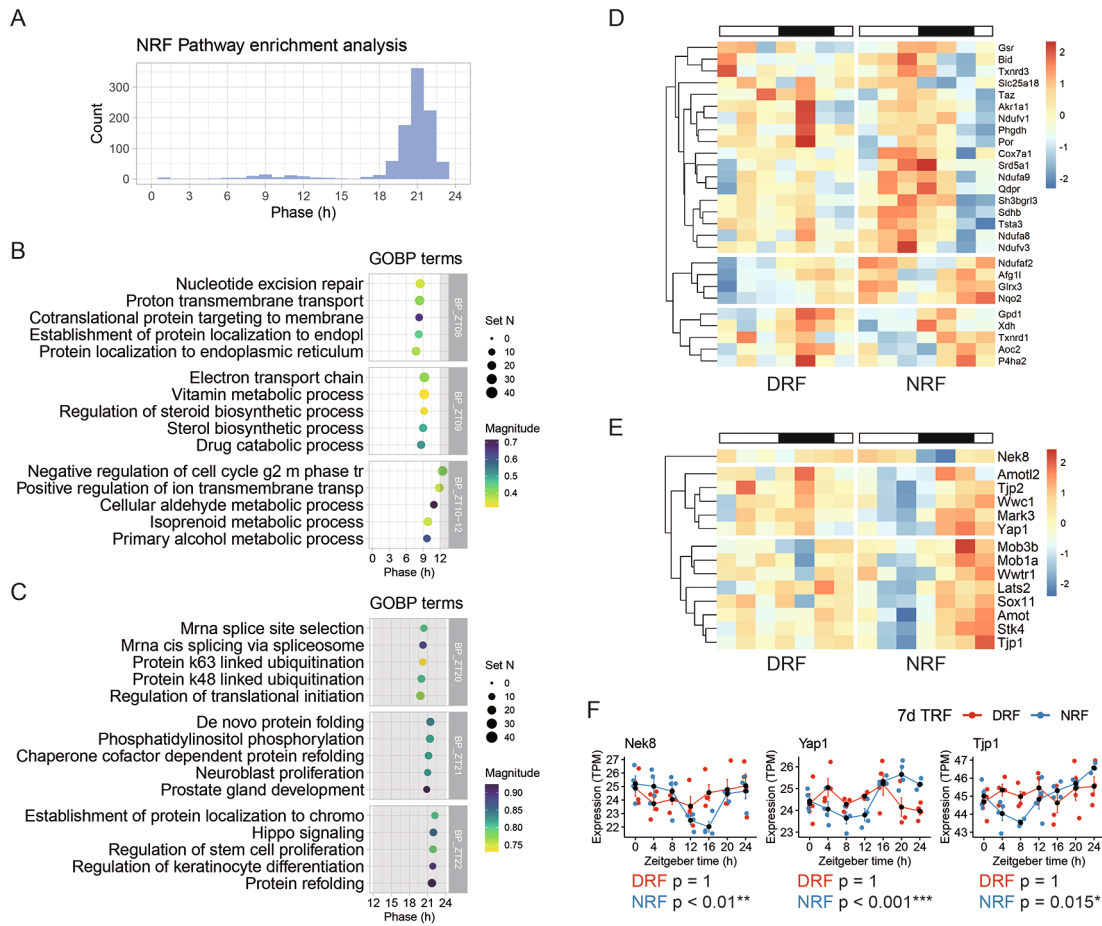 A
NRF Pathway enrichment analysis
Count
300
200
100
0
0 3 6 9 12 15 18 21 24
Phase (h)
B
GOBP terms
Nucleotide excision repair
Proton transmembrane transport
Cotranslational protein targeting to membrane
Establishment of protein localization to endopl
Protein localization to endoplasmic reticulum
BP_ZT08
Electron transport chain
Vitamin metabolic process
Regulation of steroid biosynthetic process
Sterol biosynthetic process
Drug catabolic process
BP_ZT09
Negative regulation of cell cycle g2 m phase tr
Positive regulation of ion transmembrane transp
Cellular aldehyde metabolic process
Isoprenoid metabolic process
Primary alcohol metabolic process
BP_ZT10-12
0 3 6 9 12
Phase (h)
Set N
0
10
20
30
40
Magnitude
0.7
0.6
0.5
0.4
C
GOBP terms
Mrna splice site selection
Mrna cis splicing via spliceosome
Protein k63 linked ubiquitination
Protein k48 linked ubiquitination
Regulation of translational initiation
BP_ZT20
De novo protein folding
Phosphatidylinositol phosphorylation
Chaperone cofactor dependent protein refolding
Neuroblast proliferation
Prostate gland development
BP_ZT21
Establishment of protein localization to chromo
Hippo signaling
Regulation of stem cell proliferation
Regulation of keratinocyte differentiation
Protein refolding
BP_ZT22
12 15 18 21 24
Phase (h)
Set N
0
10
20
30
40
Magnitude
0.90
0.85
0.80
0.75
D
Gsr
Bid
Txnrd3
Slc25a18
Taz
Akr1a1
Ndufv1
Phgdh
Por
Cox7a1
Srd5a1
Ndufa9
Qdpr
Sh3bgrl3
Sdhb
Tsta3
Ndufa8
Ndufv3
Ndufaf2
Afg1l
Glrx3
Nqo2
Gpd1
Xdh
Txnrd1
Aoc2
P4ha2
DRF NRF
2
1
0
-1
-2
E
Nek8
Amotl2
Tjp2
Wwc1
Mark3
Yap1
Mob3b
Mob1a
Wwtr1
Lats2
Sox11
Amot
Stk4
Tjp1
DRF NRF
2
1
0
-1
-2
F
7d TRF DRF NRF
Nek8
Expression (TPM)
27
26
25
24
23
22
0 4 8 12 16 20 24
Zeitgeber time (h)
DRF p = 1
NRF p < 0.01**
Yap1
Expression (TPM)
26
25
24
23
0 4 8 12 16 20 24
Zeitgeber time (h)
DRF p = 1
NRF p < 0.001***
Tjp1
Expression (TPM)
47
46
45
44
43
0 4 8 12 16 20 24
Zeitgeber time (h)
DRF p = 1
NRF p = 0.015*